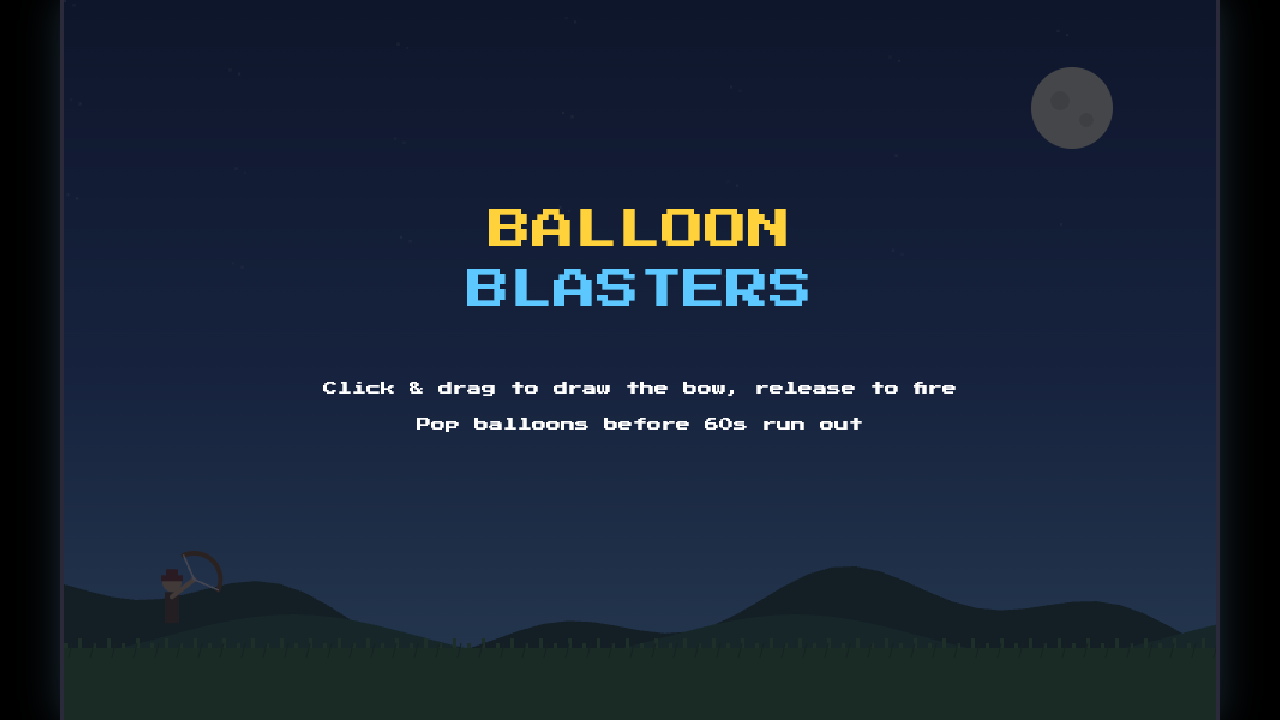 BALLOON
BLASTERS
Click & drag to draw the bow, release to fire
Pop balloons before 60s run out